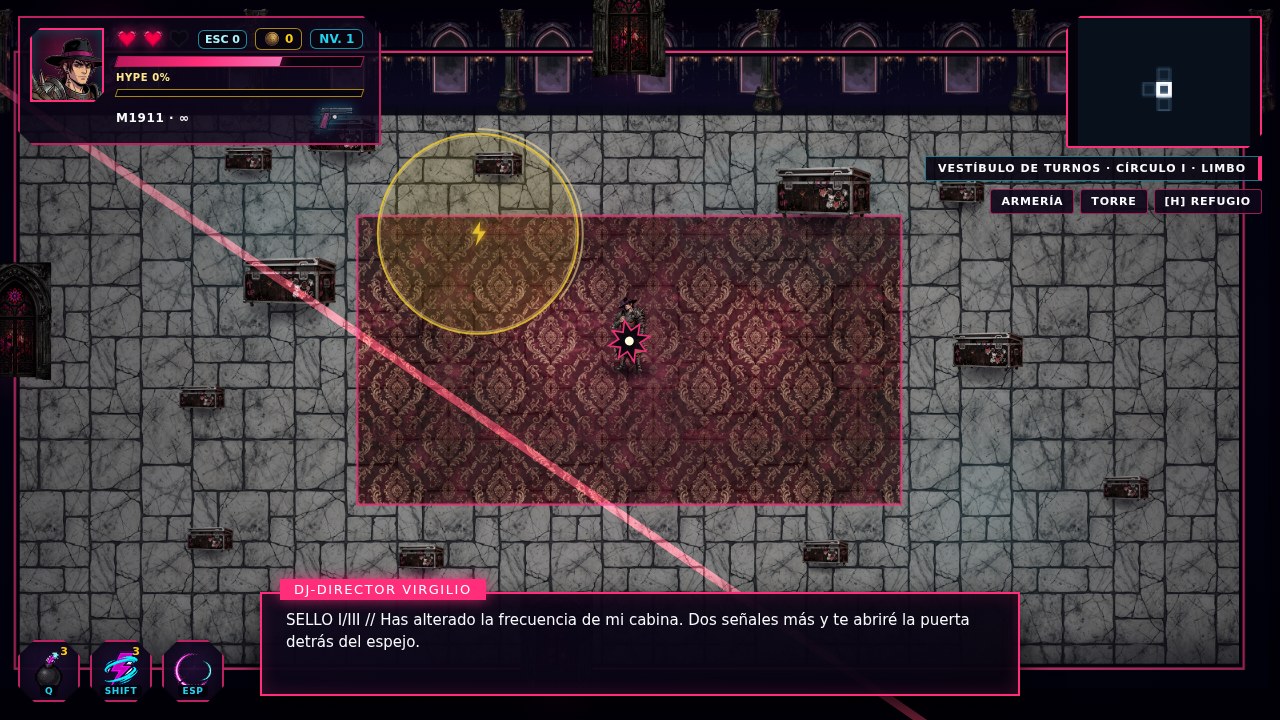 ESC 0
0
NV. 1
HYPE 0%
M1911 · ∞
VESTÍBULO DE TURNOS · CÍRCULO I · LIMBO
ARMERÍA
TORRE
[H] REFUGIO
DJ-DIRECTOR VIRGILIO
SELLO I/III // Has alterado la frecuencia de mi cabina. Dos señales más y te abriré la puerta
detrás del espejo.
3
Q
3
SHIFT
ESP